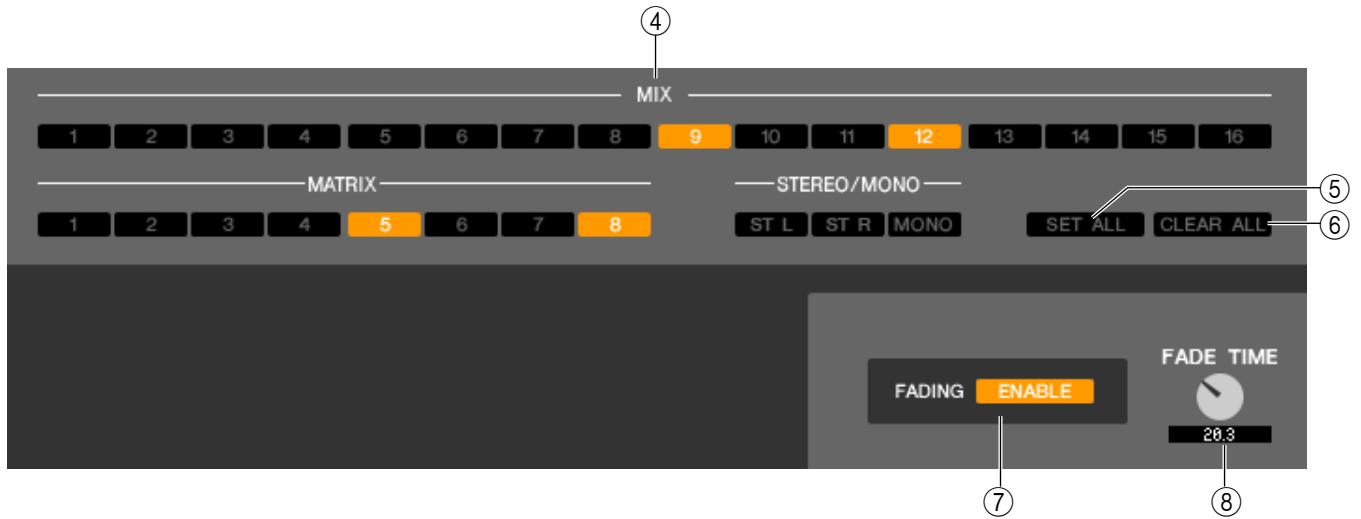 ④
MIX
1 2 3 4 5 6 7 8 9 10 11 12 13 14 15 16
MATRIX STEREO/MONO
⑤
1 2 3 4 5 6 7 8 ST L ST R MONO SET ALL CLEAR ALL
⑥
FADE TIME
FADING ENABLE
20.3
⑦ ⑧